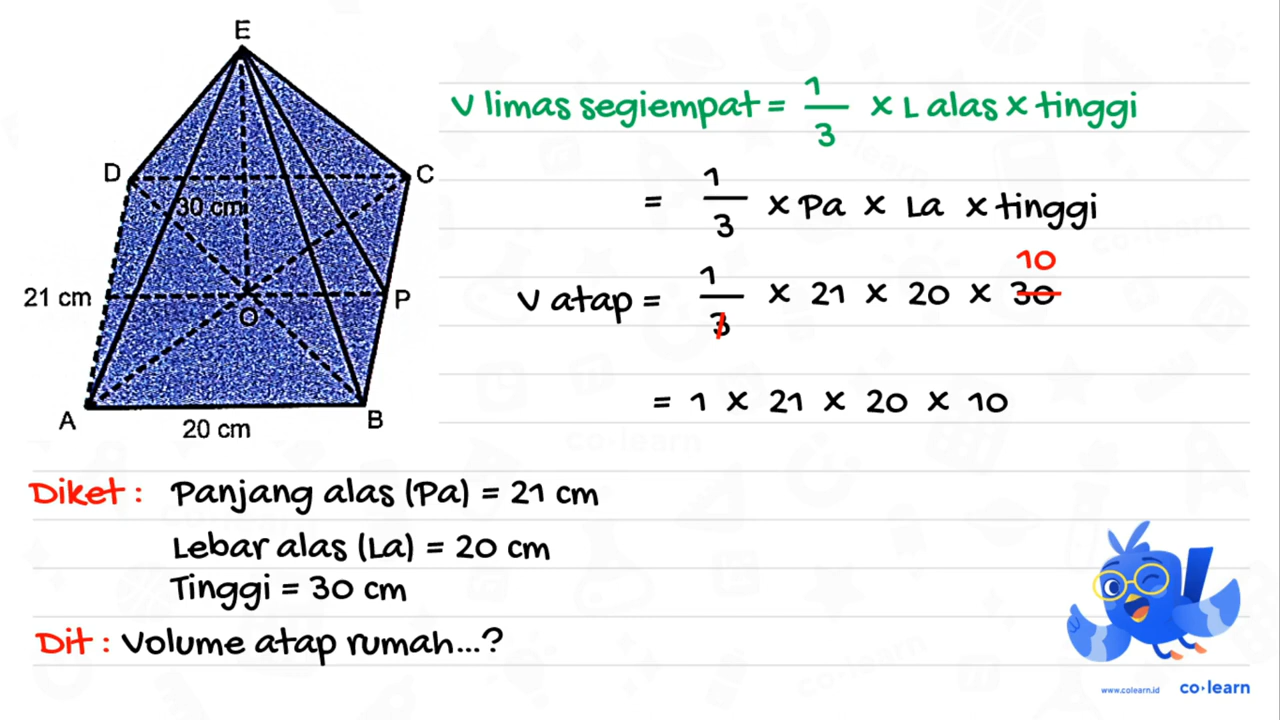 E
D
C
30 cm
21 cm
O
P
A
B
20 cm
V limas segiempat = 1/3 x L alas x tinggi
= 1/3 x Pa x La x tinggi
V atap = 1/3 x 21 x 20 x 30
10
= 1 x 21 x 20 x 10
Diket : Panjang alas (Pa) = 21 cm
Lebar alas (La) = 20 cm
Tinggi = 30 cm
Dit : Volume atap rumah...?
www.colearn.id
co·learn